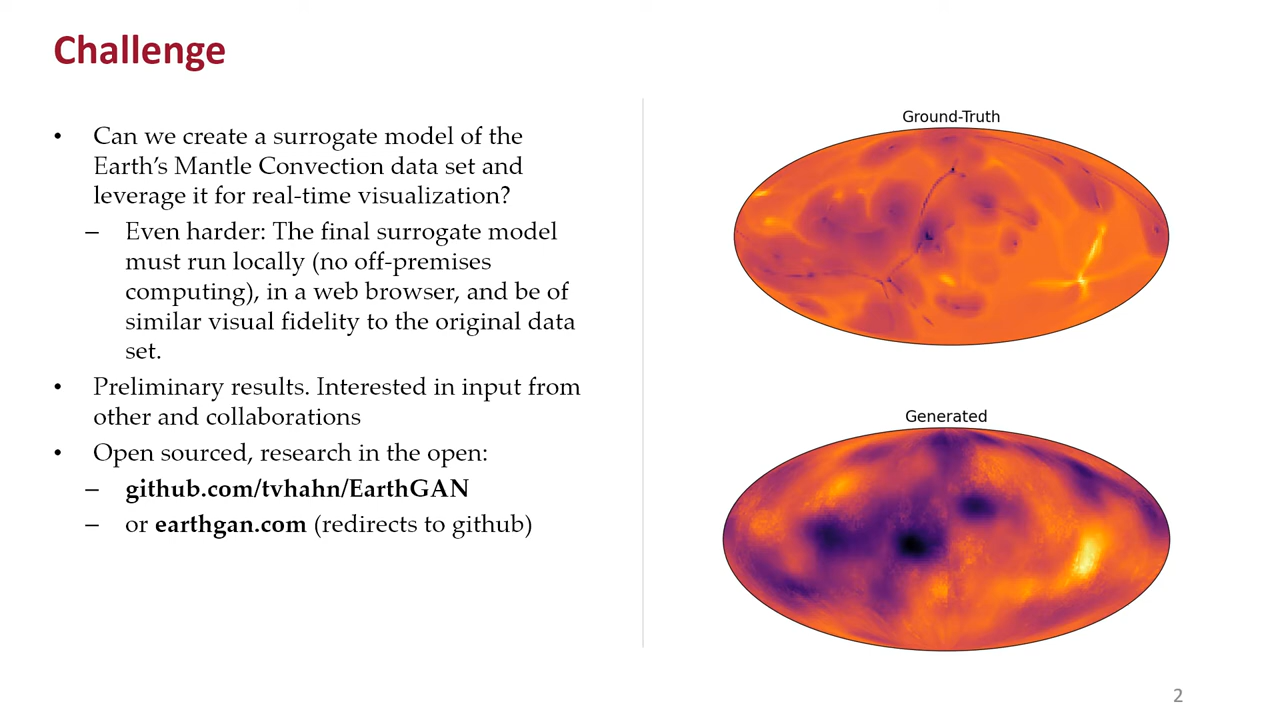 Challenge
• Can we create a surrogate model of the
Earth's Mantle Convection data set and
leverage it for real-time visualization?
– Even harder: The final surrogate model
must run locally (no off-premises
computing), in a web browser, and be of
similar visual fidelity to the original data
set.
• Preliminary results. Interested in input from
other and collaborations
• Open sourced, research in the open:
– github.com/tvhahn/EarthGAN
– or earthgan.com (redirects to github)
Ground-Truth
Generated
2